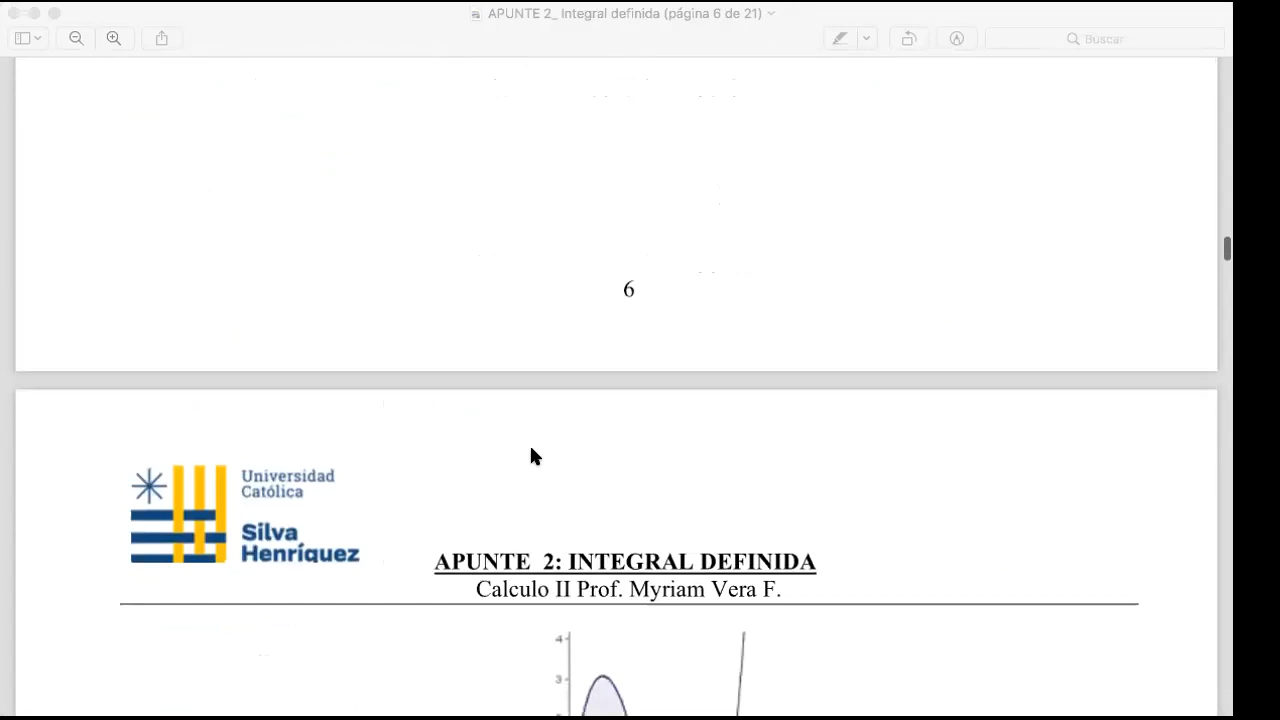 APUNTE 2_ Integral definida (página 6 de 21)
Buscar
6
Universidad
Católica
Silva
Henríquez
APUNTE 2: INTEGRAL DEFINIDA
Calculo II Prof. Myriam Vera F.
4
3